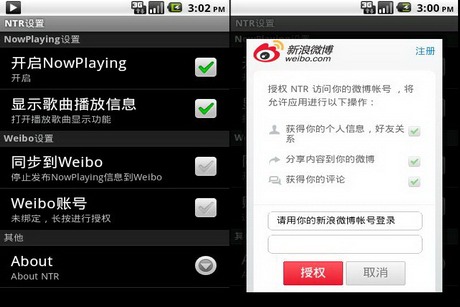 3G
3:02 PM
NTR设置
NowPlaying设置
开启NowPlaying
开启
显示歌曲播放信息
打开播放歌曲显示功能
Weibo设置
同步到Weibo
停止发布NowPlaying信息到Weibo
Weibo账号
未绑定，长按进行授权
其他
About
About NTR
3G
3:00 PM
新浪微博
weibo.com
注册
授权 NTR 访问你的微博帐号 ，将
允许应用进行以下操作：
获得你的个人信息，好友关
系
分享内容到你的微博
获得你的评论
请用你的新浪微博帐号登录
授权
取消